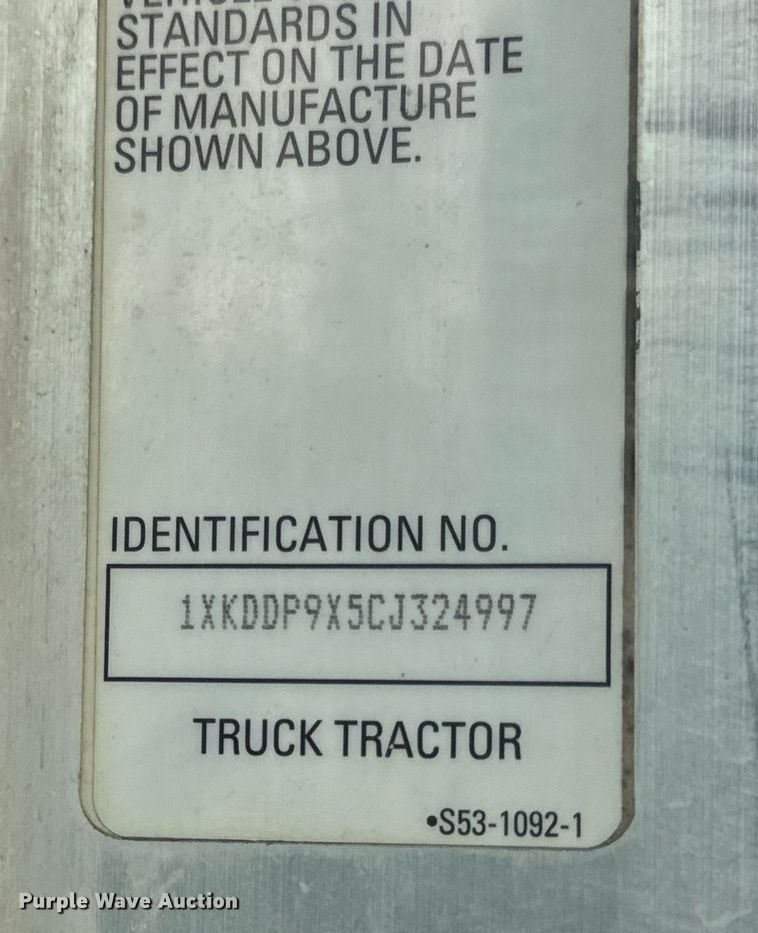 STANDARDS IN
EFFECT ON THE DATE
OF MANUFACTURE
SHOWN ABOVE.
IDENTIFICATION NO.
1XKDDP9X5CJ324997
TRUCK TRACTOR
•S53-1092-1
Purple Wave Auction